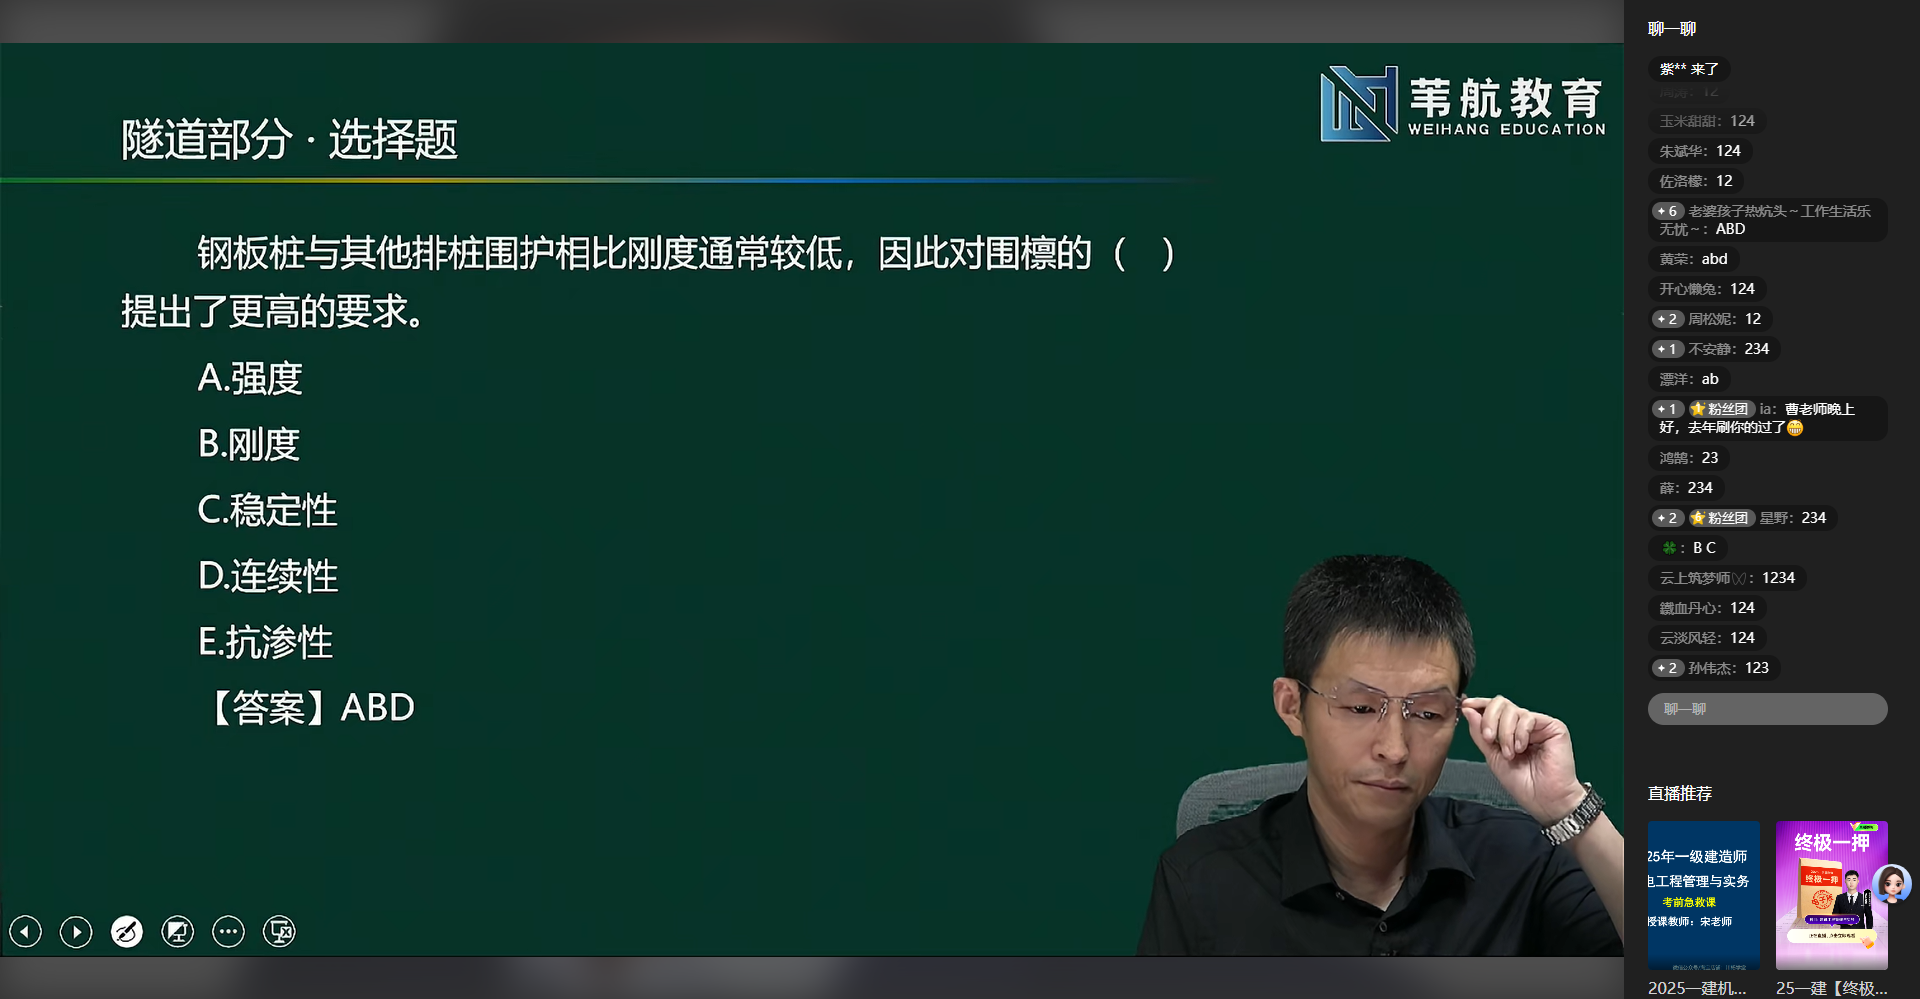 苇航教育
WEIHANG EDUCATION
隧道部分 · 选择题
钢板桩与其他排桩围护相比刚度通常较低，因此对围檩的（ ）
提出了更高的要求。
A.强度
B.刚度
C.稳定性
D.连续性
E.抗渗性
【答案】ABD
聊一聊
紫** 来了
玉米甜甜：124
朱斌华：124
佐洛檬：12
6 老婆孩子热炕头～工作生活乐
无忧～：ABD
黄荣：abd
开心懒兔：124
2 周松妮：12
1 不安静：234
漂洋：ab
1 粉丝团 ia：曹老师晚上
好，去年刷你的过了😁
鸿鹄：23
薛：234
2 粉丝团 星野：234
🍀：B C
云上筑梦师：1234
鐵血丹心：124
云淡风轻：124
2 孙伟杰：123
聊一聊
直播推荐
25年一级建造师
电工程管理与实务
考前急救课
授课教师：宋老师
终极一押
终极一押
2025一建机...
25一建【终极...